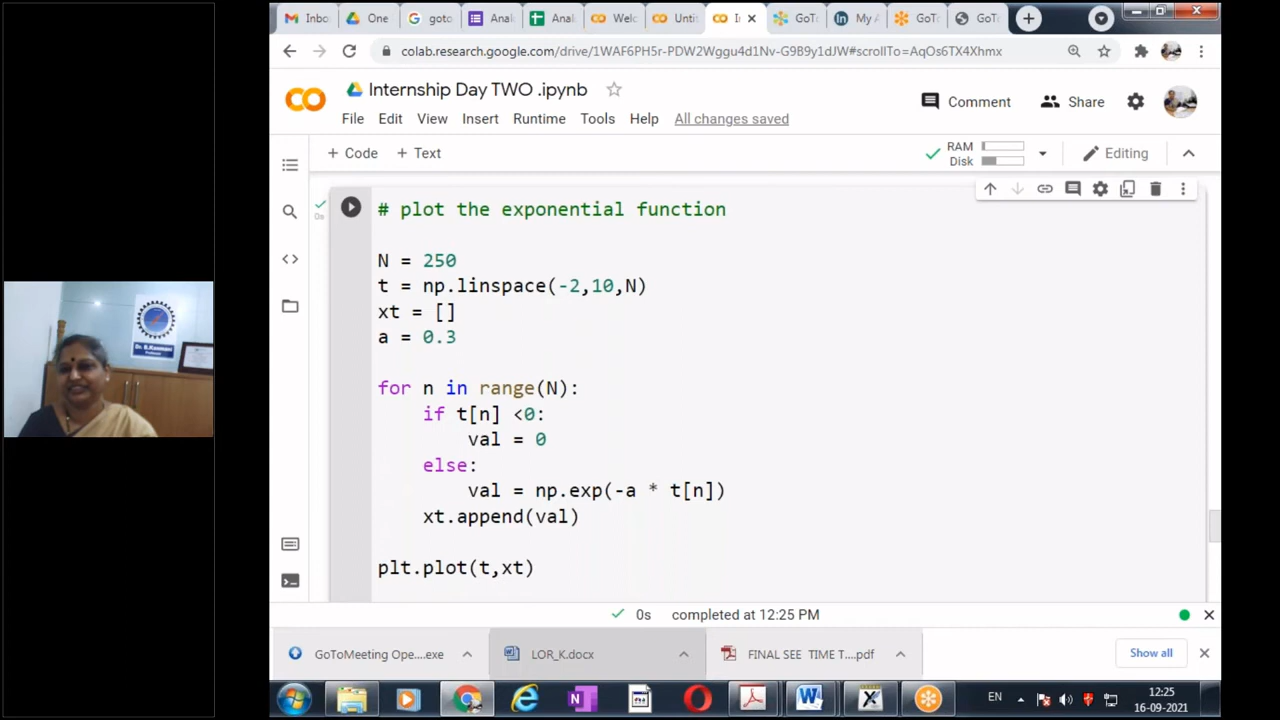 Inbo
One
goto
Anal
Anal
Welc
Unti
GoT
My A
GoT
GoT
colab.research.google.com/drive/1WAF6PH5r-PDW2Wggu4d1Nv-G9B9y1dJW#scrollTo=AqOs6TX4Xhmx
Internship Day TWO .ipynb
Comment
Share
File Edit View Insert Runtime Tools Help All changes saved
+ Code + Text
RAM
Disk
Editing
0s
# plot the exponential function
N = 250
t = np.linspace(-2,10,N)
xt = []
a = 0.3
for n in range(N):
if t[n] <0:
val = 0
else:
val = np.exp(-a * t[n])
xt.append(val)
plt.plot(t,xt)
0s completed at 12:25 PM
GoToMeeting Ope....exe
LOR_K.docx
FINAL SEE TIME T....pdf
Show all
EN
12:25
16-09-2021
Dr. B.Kanmani
Professor